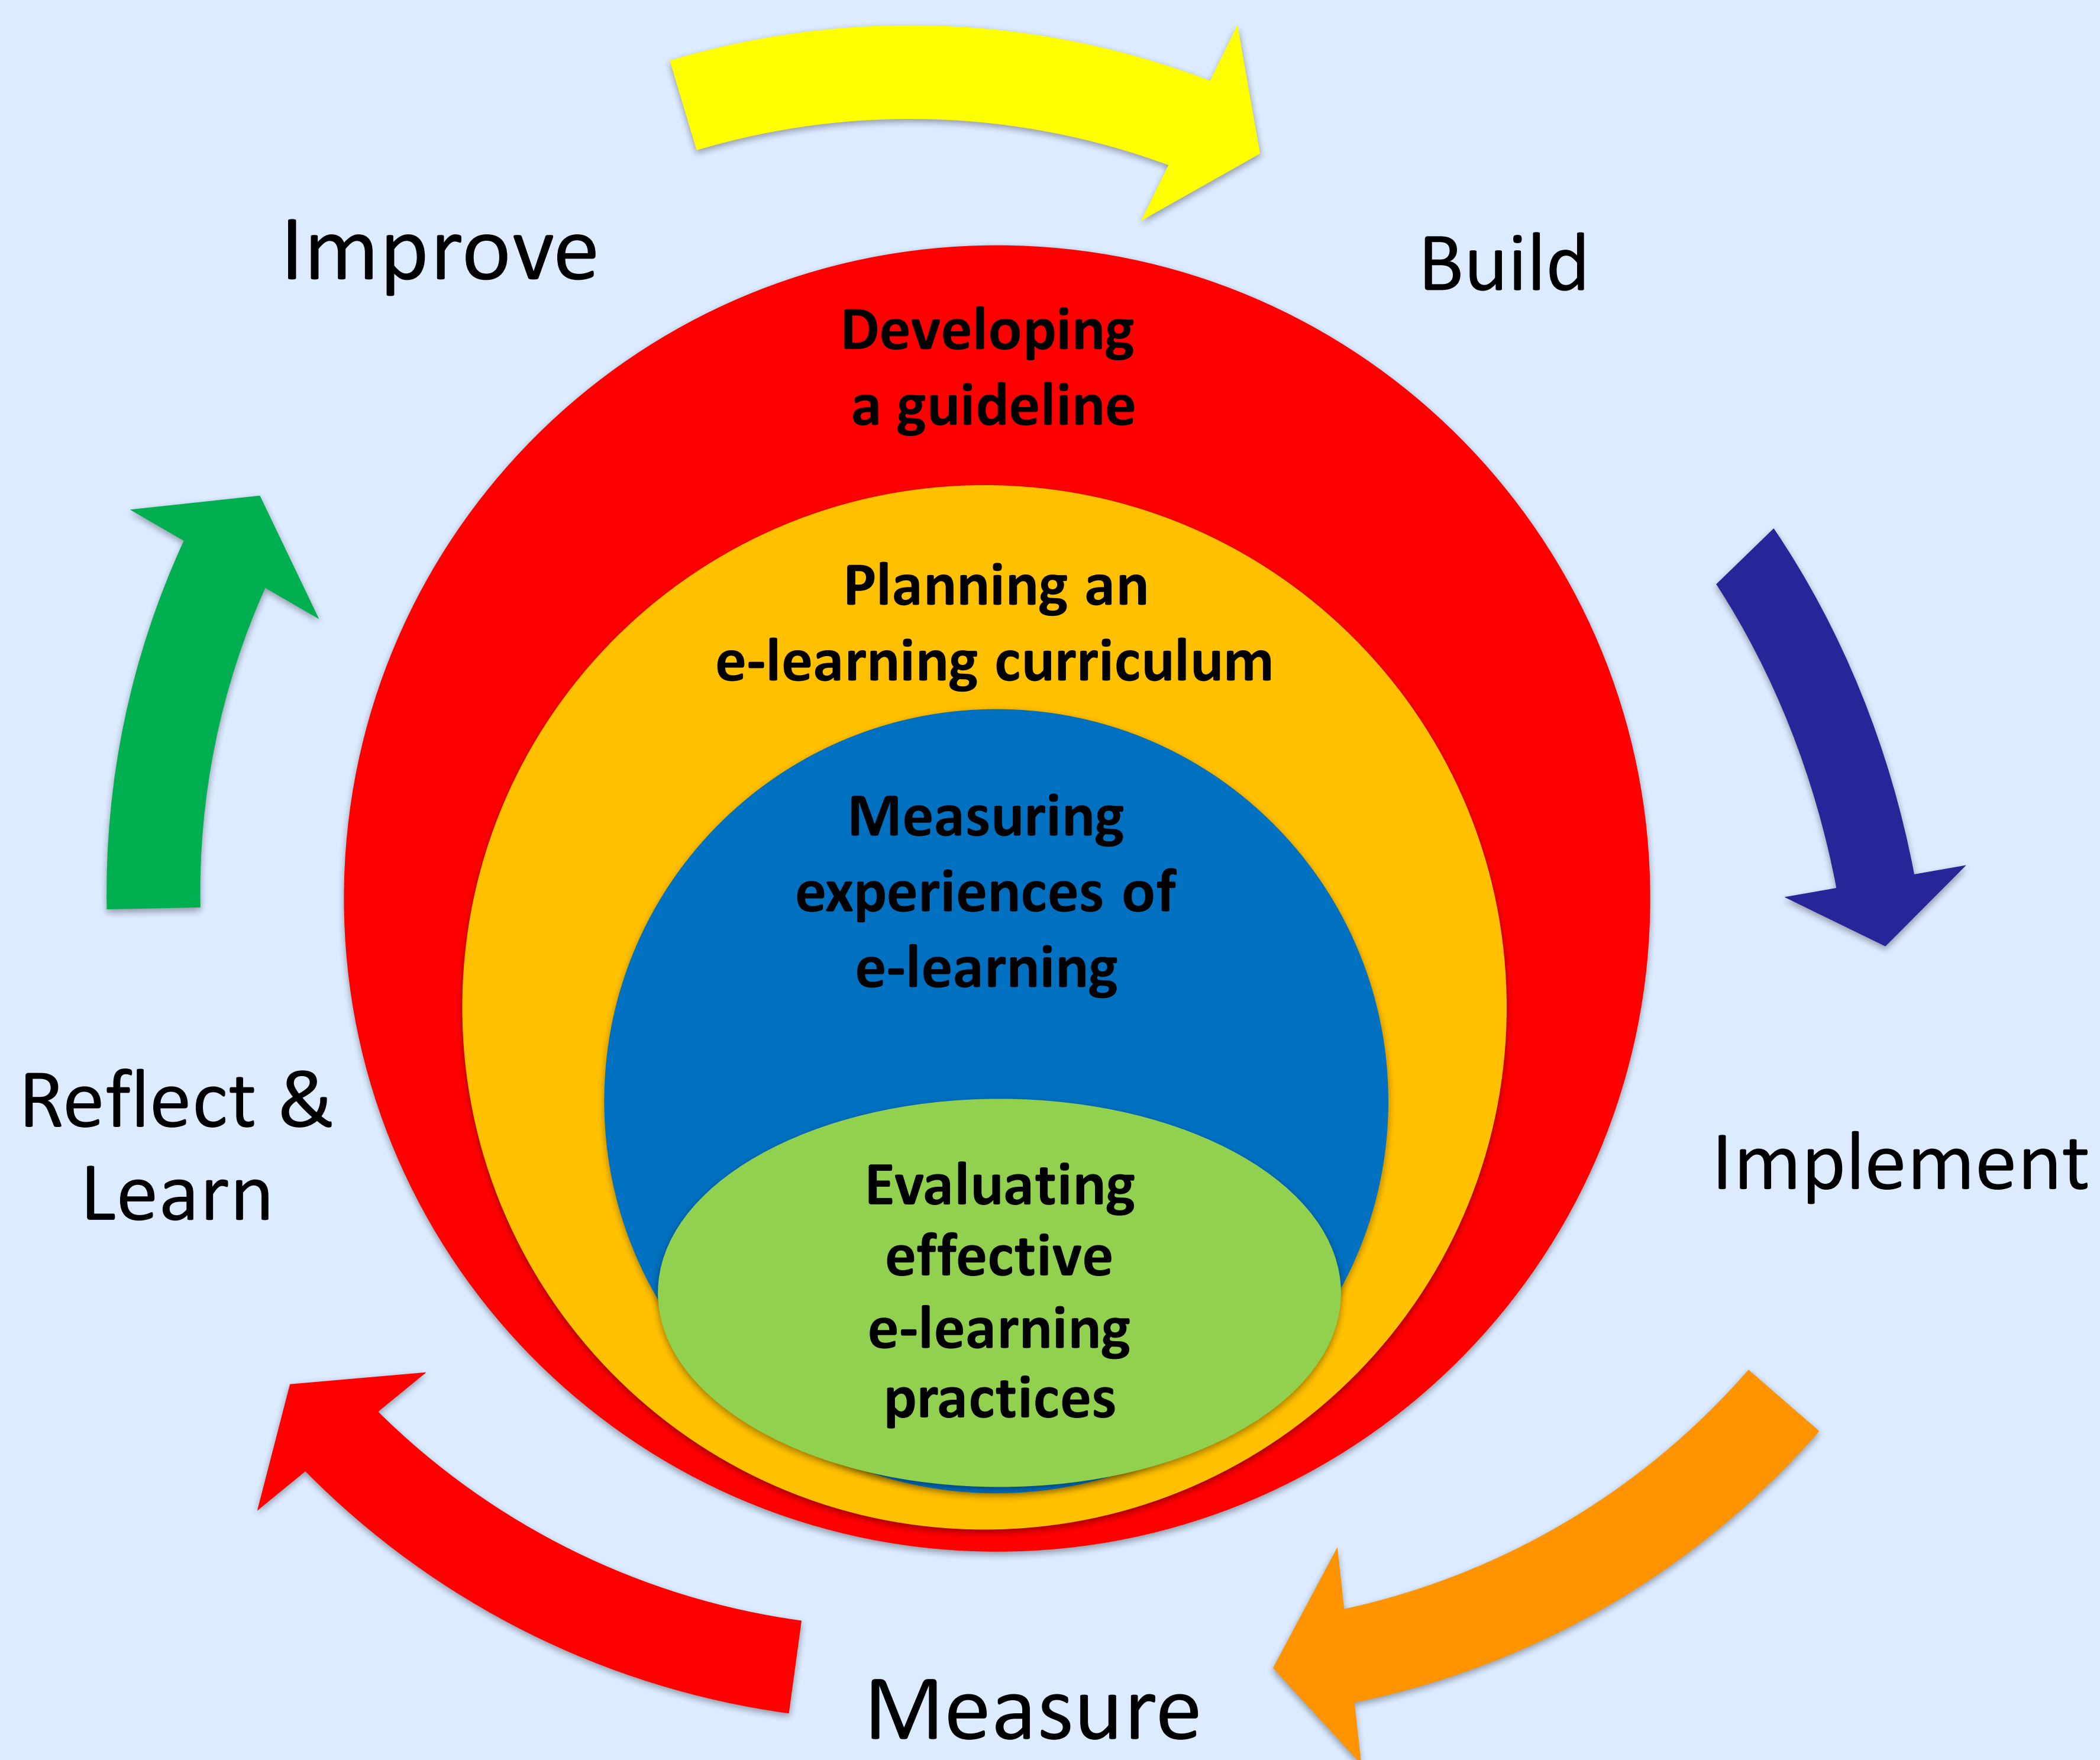 Improve
Build
Developing
a guideline
Planning an
e-learning curriculum
Measuring
experiences of
e-learning
Reflect &
Learn
Implement
Evaluating
effective
e-learning
practices
Measure